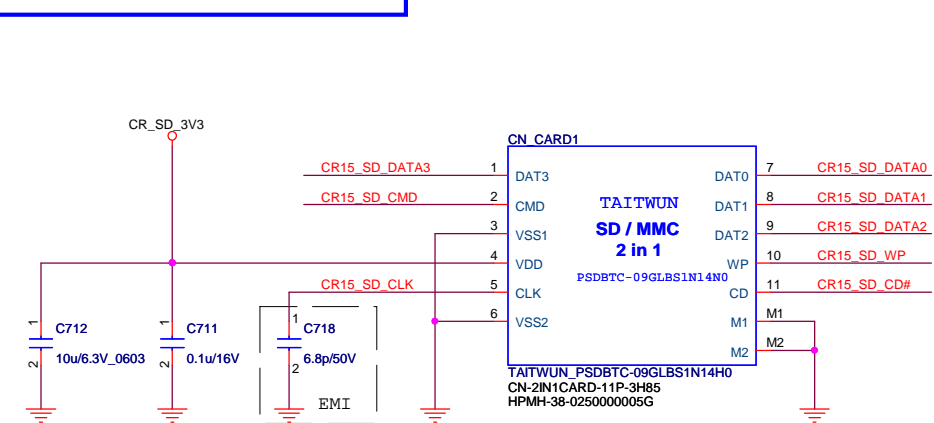 CR_SD_3V3
CN_CARD1
CR15_SD_DATA3 1 DAT3 DAT0 7 CR15_SD_DATA0
CR15_SD_CMD 2 CMD TAITWUN DAT1 8 CR15_SD_DATA1
3 VSS1 SD / MMC DAT2 9 CR15_SD_DATA2
2 in 1
4 VDD WP 10 CR15_SD_WP
PSDBTC-09GLBS1N14N0
CR15_SD_CLK 5 CLK CD 11 CR15_SD_CD#
6 VSS2 M1 M1
1 C712 1 C711 1 C718
M2 M2
2 10u/6.3V_0603 2 0.1u/16V 2 6.8p/50V
TAITWUN_PSDBTC-09GLBS1N14H0
CN-2IN1CARD-11P-3H85
HPMH-38-0250000005G
EMI